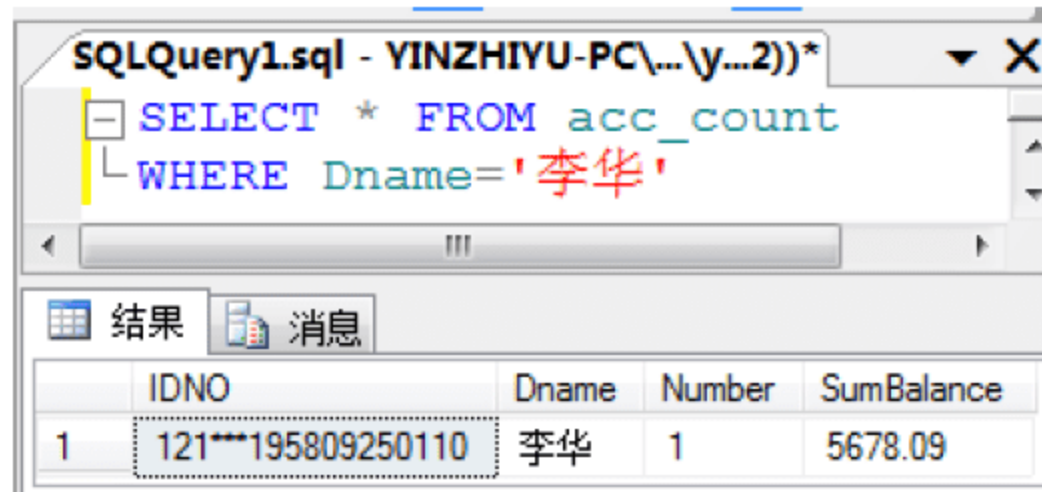 SQLQuery1.sql - YINZHIYU-PC\...\y...2))*
SELECT * FROM acc_count
WHERE Dname='李华'
结果 消息
IDNO Dname Number SumBalance
1 121***195809250110 李华 1 5678.09